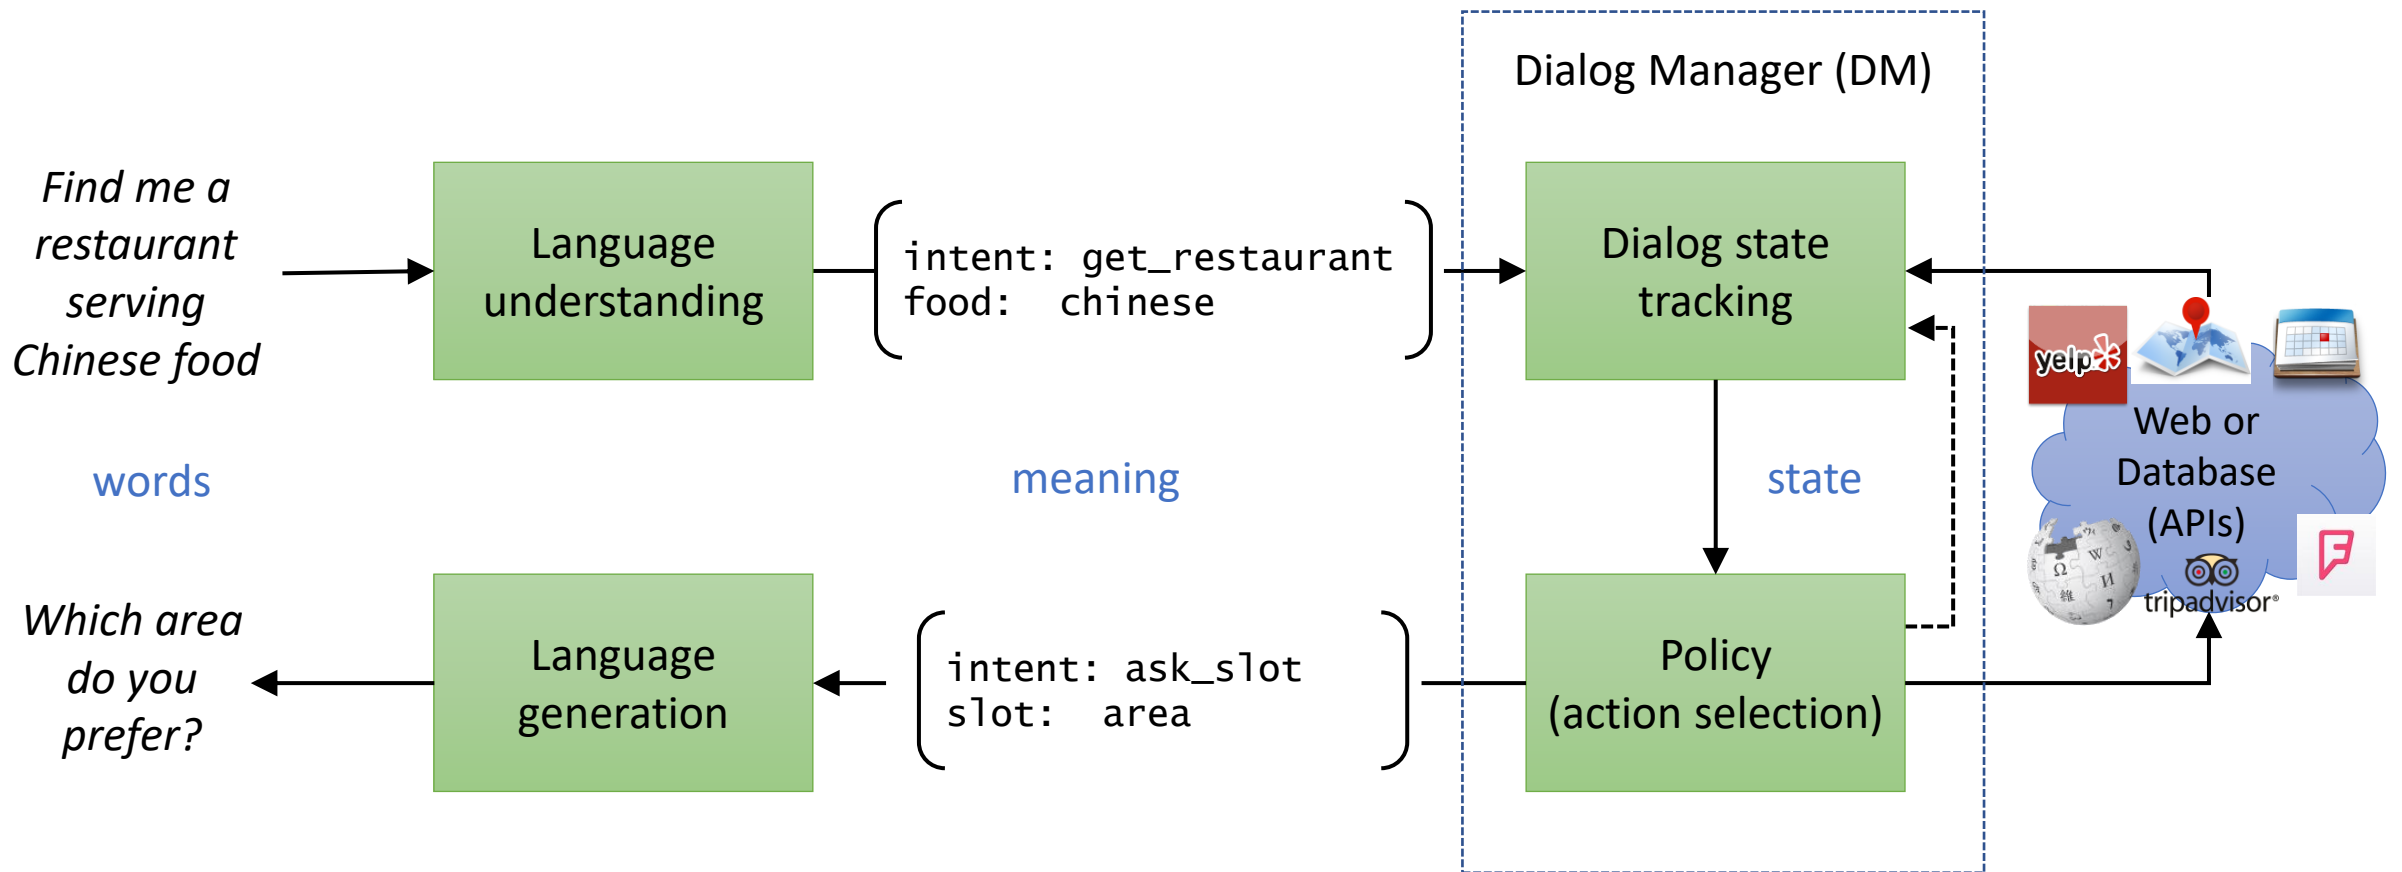 Dialog Manager (DM)
Find me a
restaurant
serving
Chinese food
Language
understanding
intent: get_restaurant
food:  chinese
Dialog state
tracking
yelp
Web or
Database
(APIs)
words
meaning
state
Which area
do you
prefer?
Language
generation
intent: ask_slot
slot:  area
Policy
(action selection)
Ω
W
И
維
7
tripadvisor®